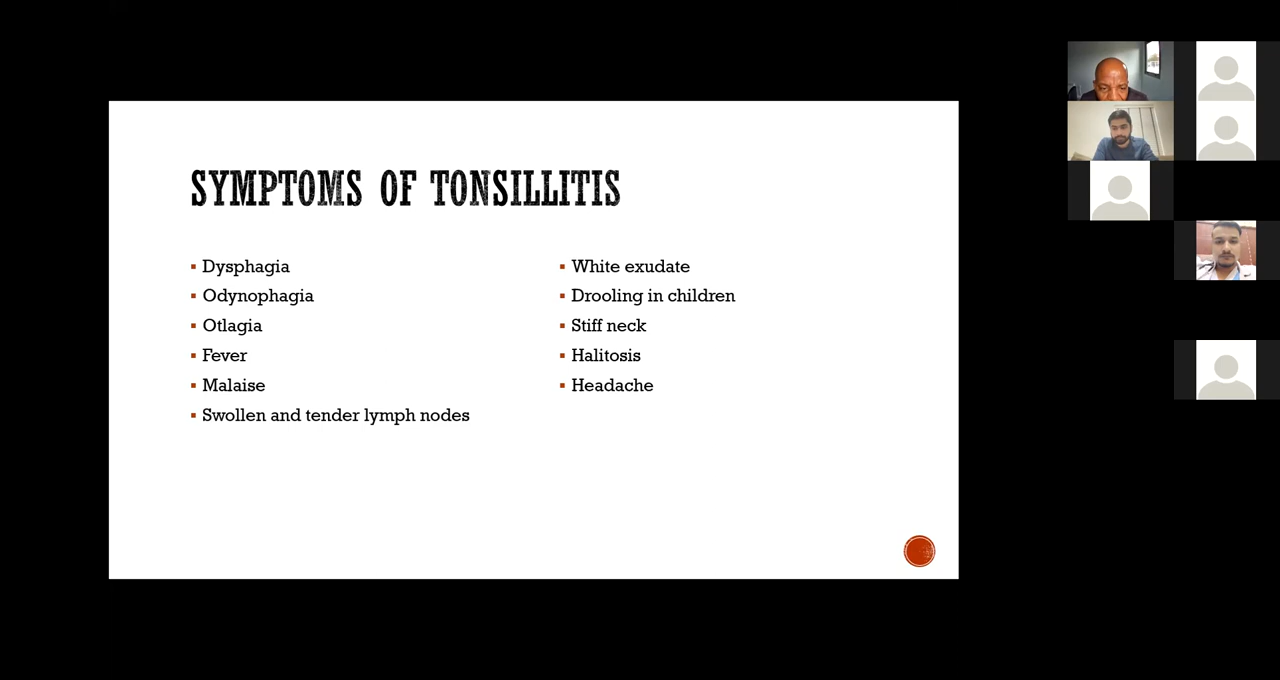 SYMPTOMS OF TONSILLITIS
Dysphagia
Odynophagia
Otlagia
Fever
Malaise
Swollen and tender lymph nodes
White exudate
Drooling in children
Stiff neck
Halitosis
Headache